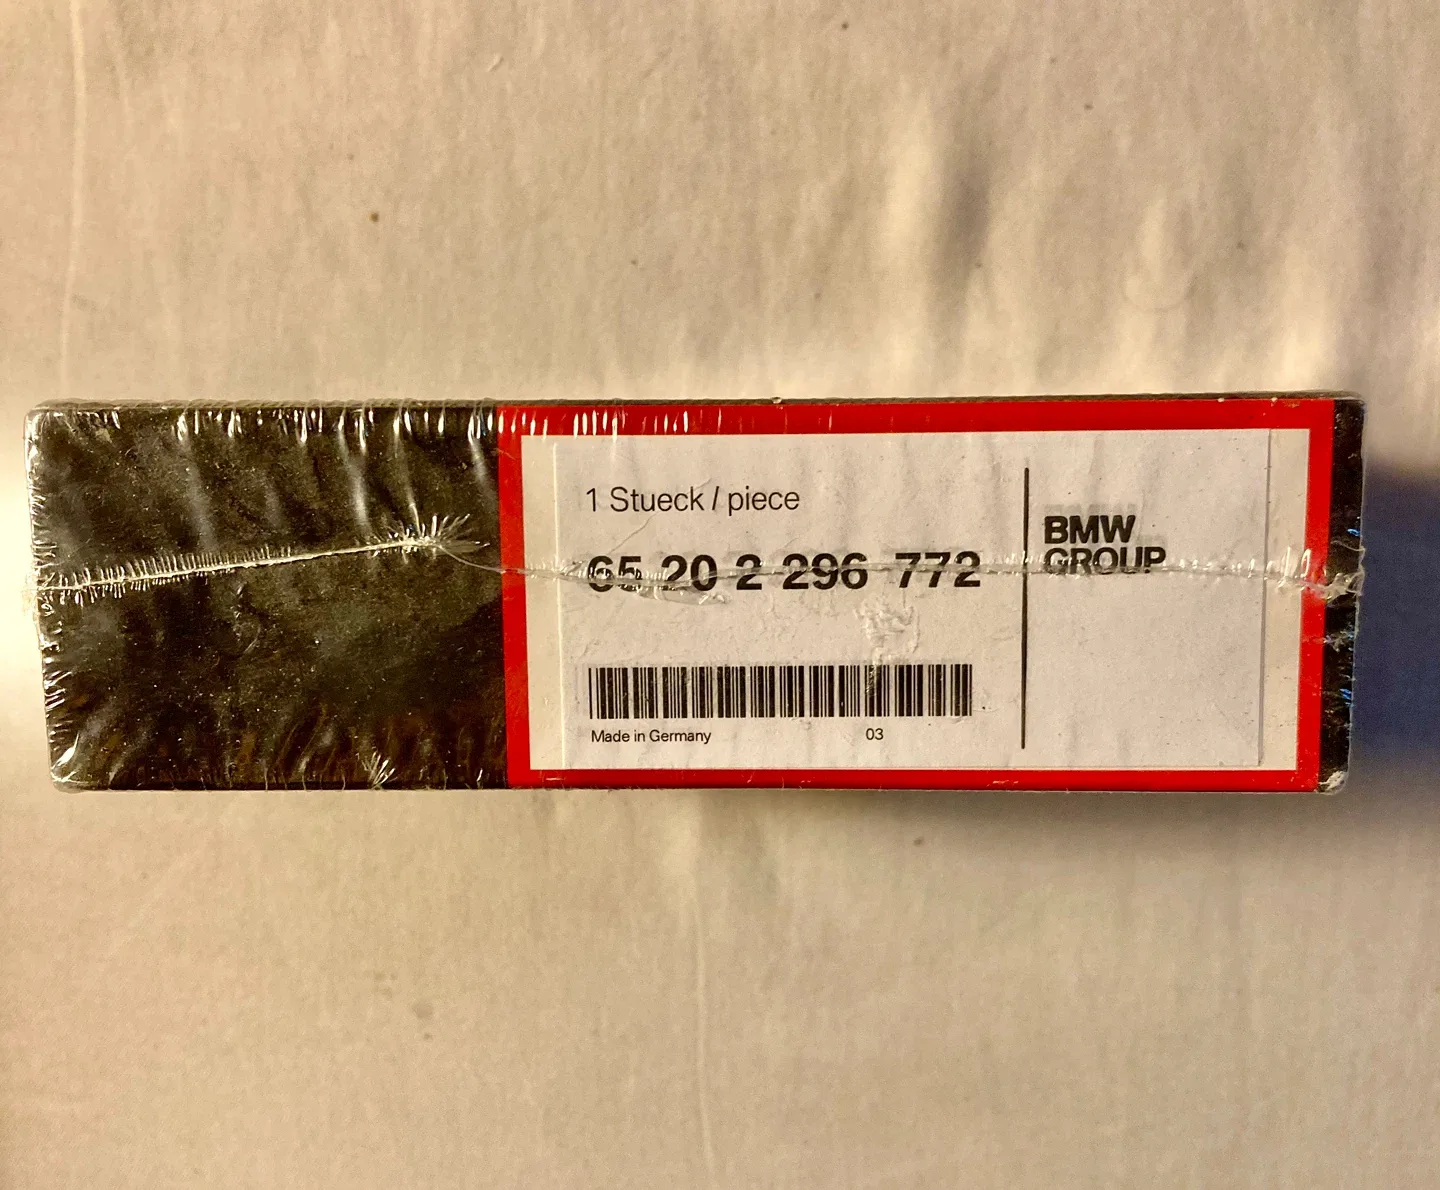 1 Stueck / piece
65 20 2 296 772
BMW
GROUP
Made in Germany 03